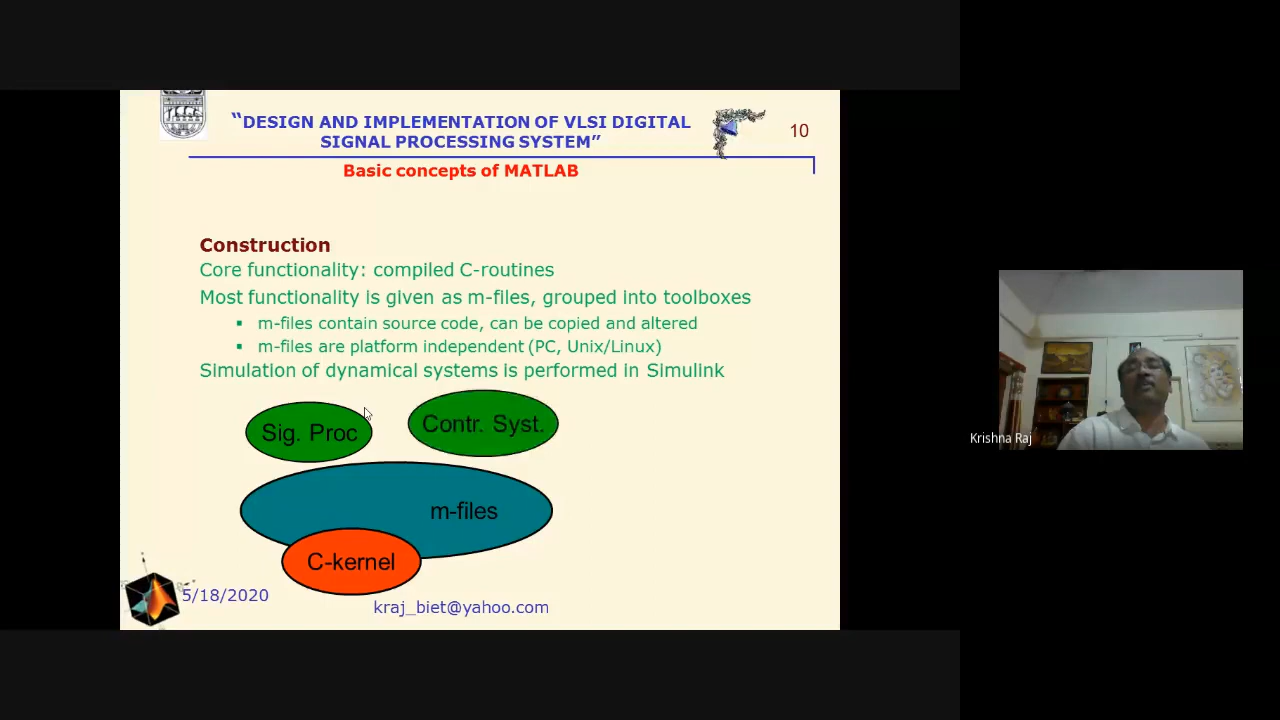 “DESIGN AND IMPLEMENTATION OF VLSI DIGITAL
SIGNAL PROCESSING SYSTEM”
10
Basic concepts of MATLAB
Construction
Core functionality: compiled C-routines
Most functionality is given as m-files, grouped into toolboxes
▪ m-files contain source code, can be copied and altered
▪ m-files are platform independent (PC, Unix/Linux)
Simulation of dynamical systems is performed in Simulink
Sig. Proc
Contr. Syst.
m-files
C-kernel
5/18/2020
kraj_biet@yahoo.com
Krishna Raj